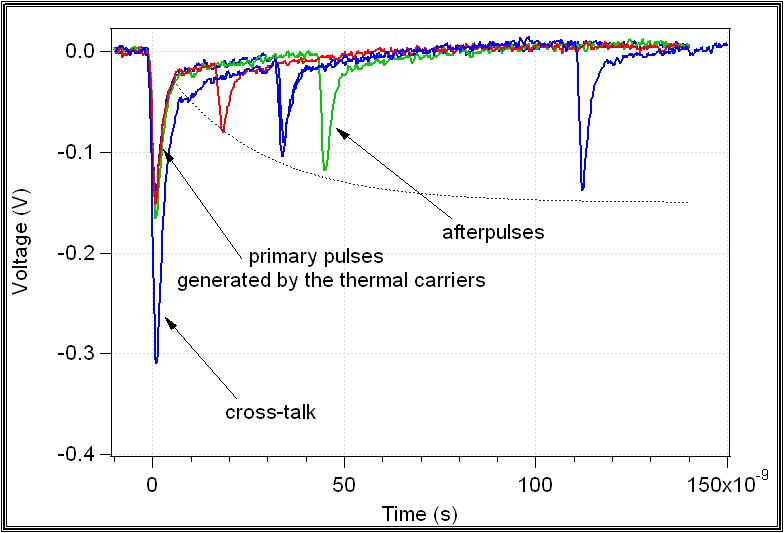 0.0
-0.1
-0.2
-0.3
-0.4
Voltage (V)
afterpulses
primary pulses
generated by the thermal carriers
cross-talk
0
50
100
150x10-9
Time (s)